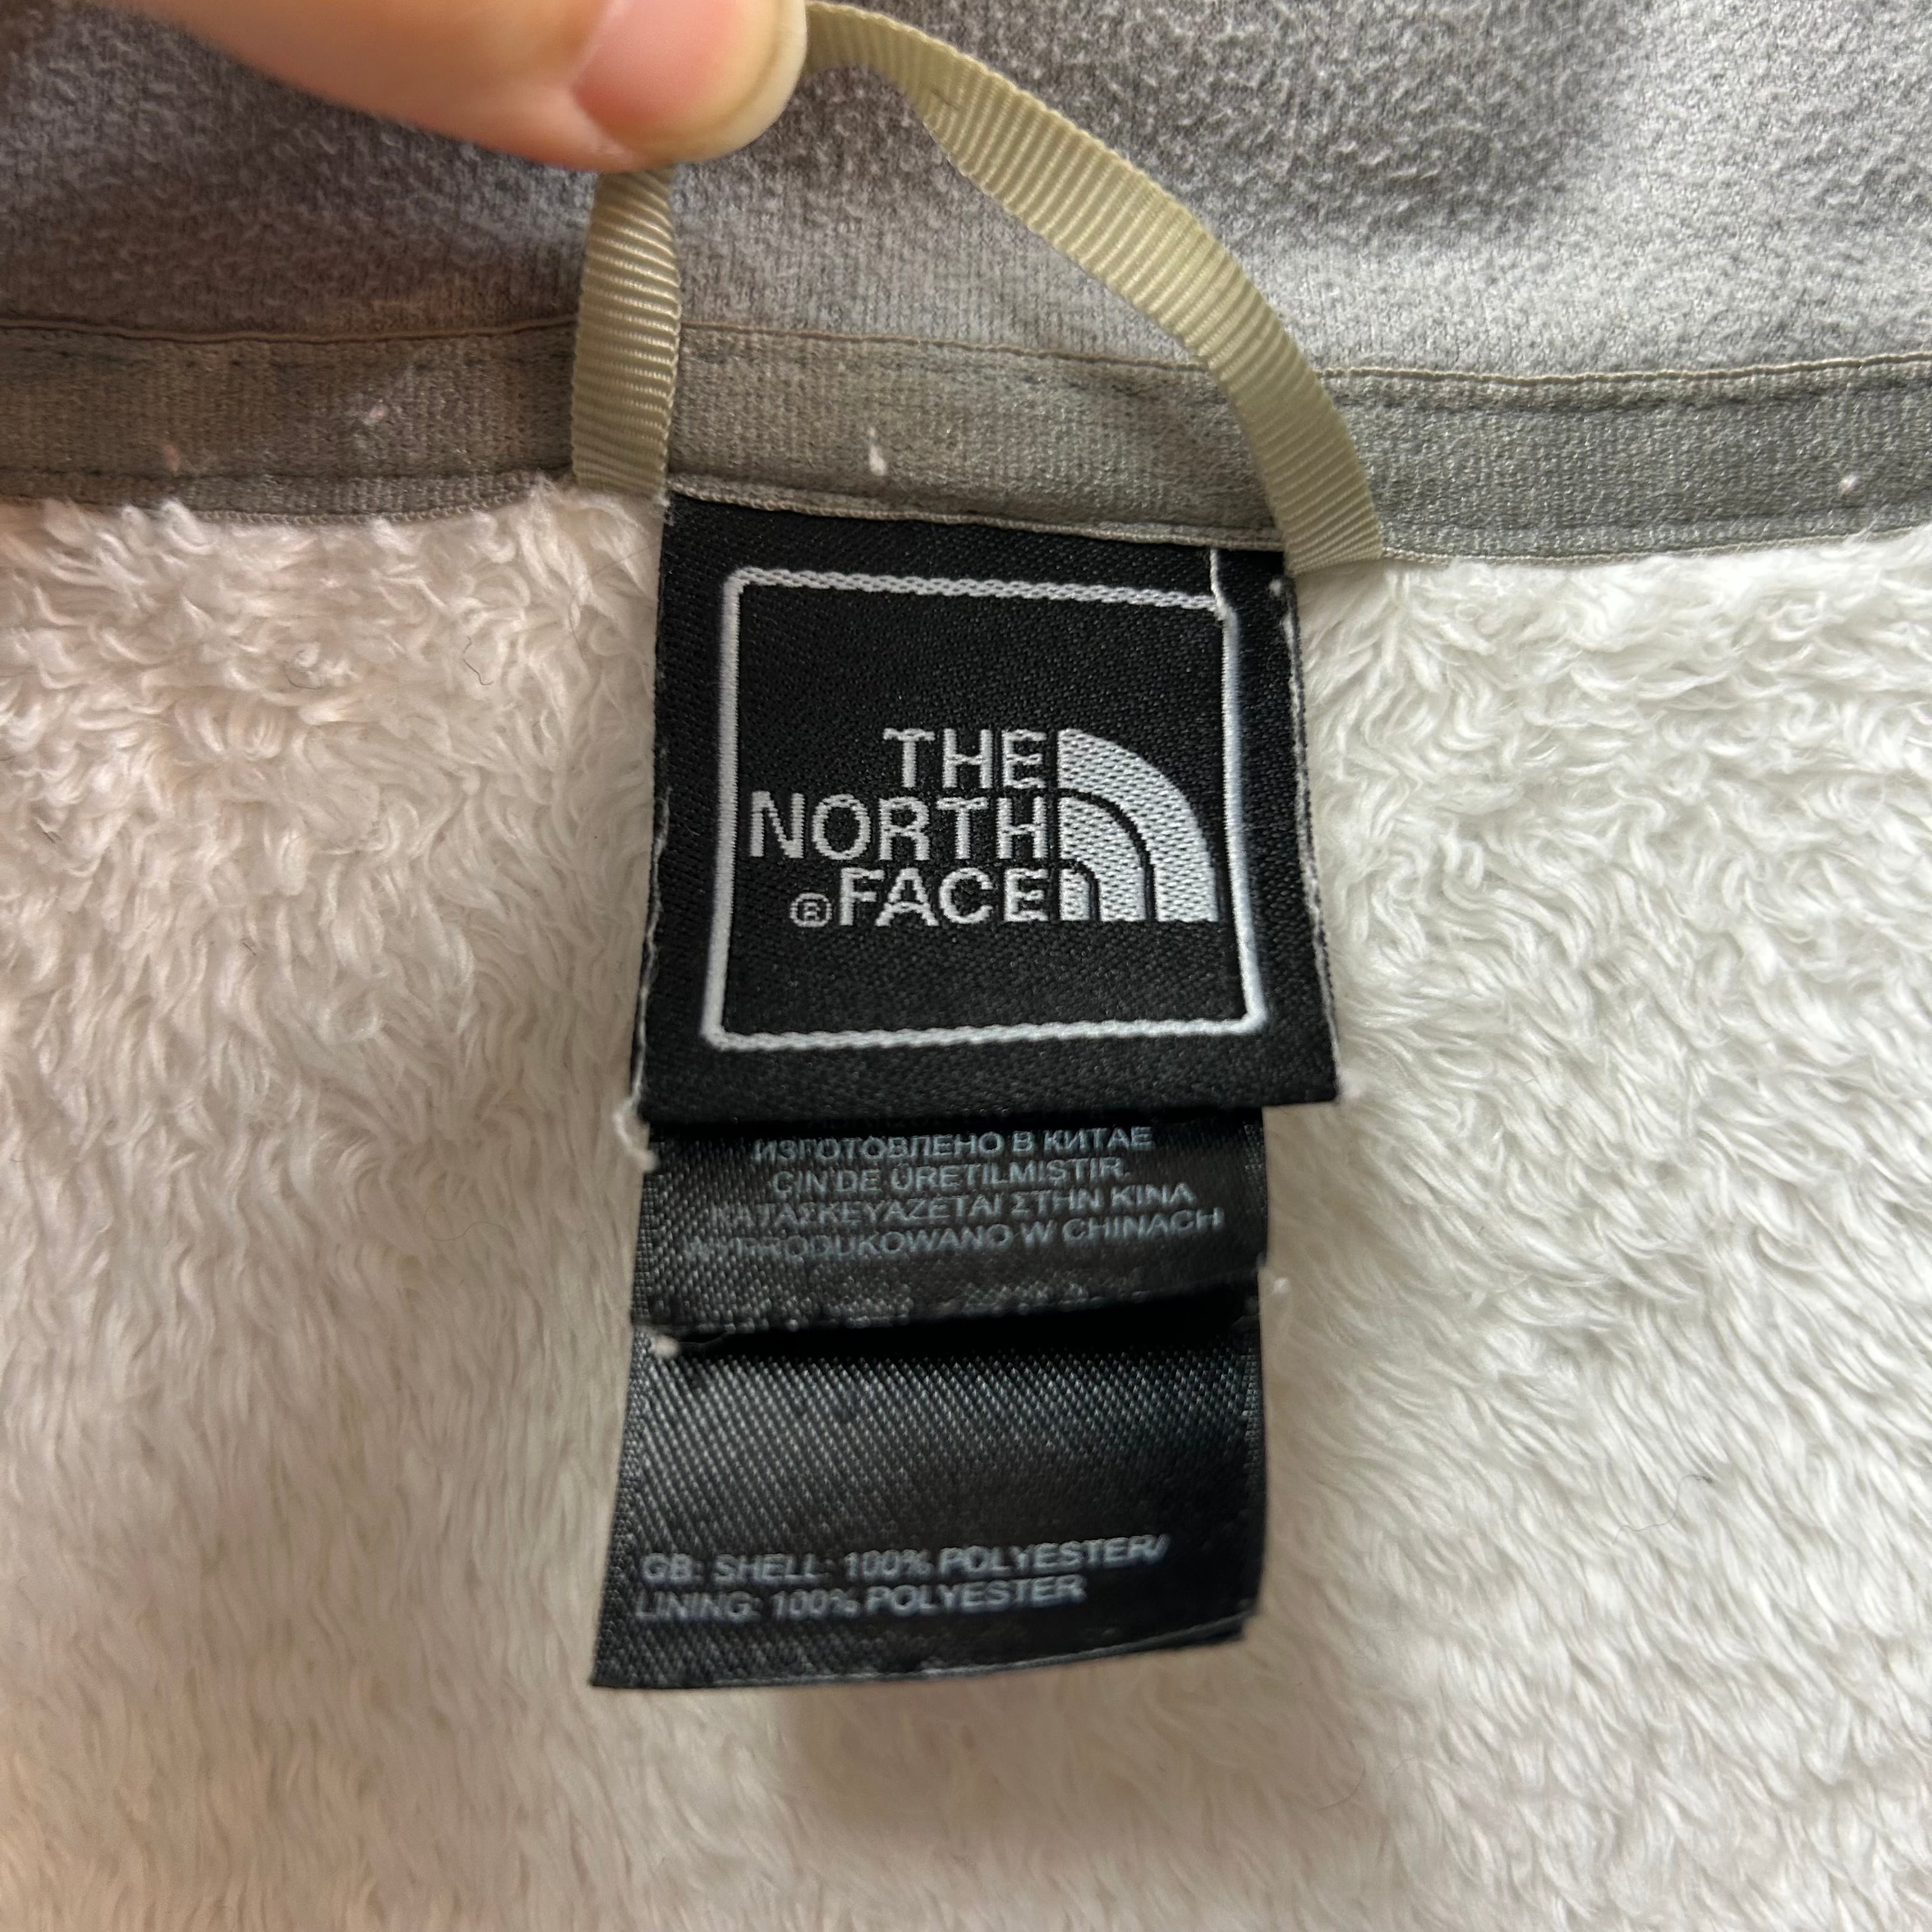 THE
NORTH
®FACE
ИЗГОТОВЛЕНО В КИТАЕ
ÇIN'DE ÜRETILMISTIR.
ΚΑΤΑΣΚΕΥΑΖΕΤΑΙ ΣΤΗΝ ΚΙΝΑ
WYPRODUKOWANO W CHINACH
GB: SHELL: 100% POLYESTER/
LINING: 100% POLYESTER